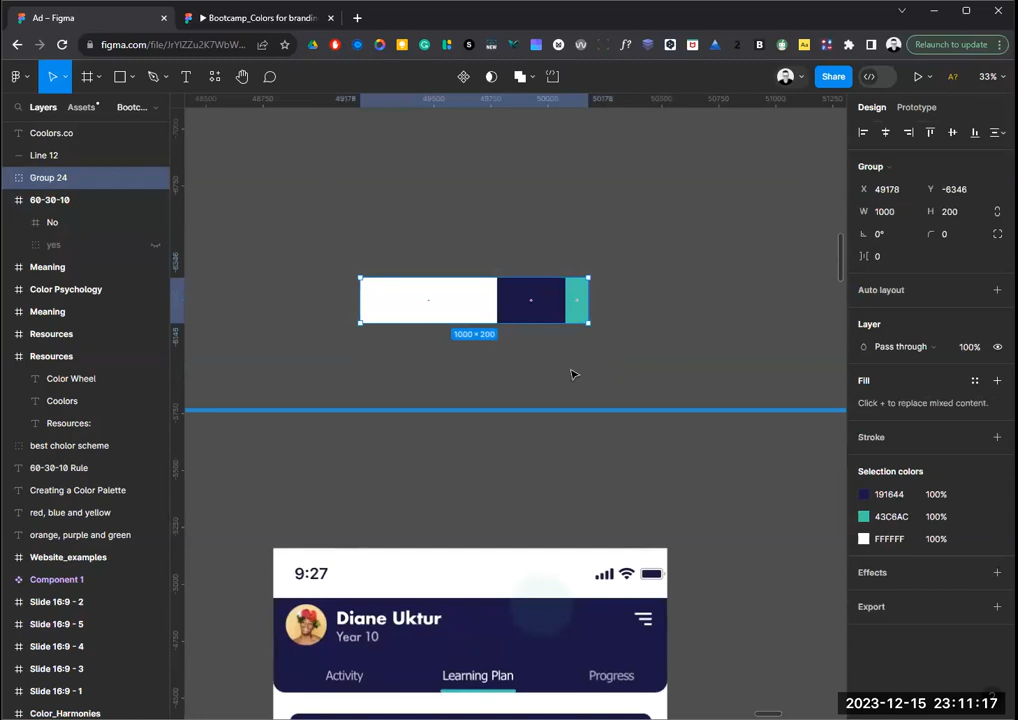 Ad – Figma
Bootcamp_Colors for brandin
figma.com/file/JrYlZZu2K7WbW...
Relaunch to update
Share
A?
33%
Layers
Assets
Bootc...
48500
48750
49178
49500
49710
50000
50178
50500
50750
51000
51250
Design
Prototype
Coolors.co
Line 12
Group 24
60-30-10
No
yes
Meaning
Color Psychology
Meaning
Resources
Resources
Color Wheel
Coolors
Resources:
best cholor scheme
60-30-10 Rule
Creating a Color Palette
red, blue and yellow
orange, purple and green
Website_examples
Component 1
Slide 16:9 - 2
Slide 16:9 - 5
Slide 16:9 - 4
Slide 16:9 - 3
Slide 16:9 - 1
Color_Harmonies
1000 × 200
9:27
Diane Uktur
Year 10
Activity
Learning Plan
Progress
Group
X 49178
Y -6346
W 1000
H 200
0°
0
0
Auto layout
Layer
Pass through
100%
Fill
Click + to replace mixed content.
Stroke
Selection colors
191644 100%
43C6AC 100%
FFFFFF 100%
Effects
Export
2023-12-15 23:11:17